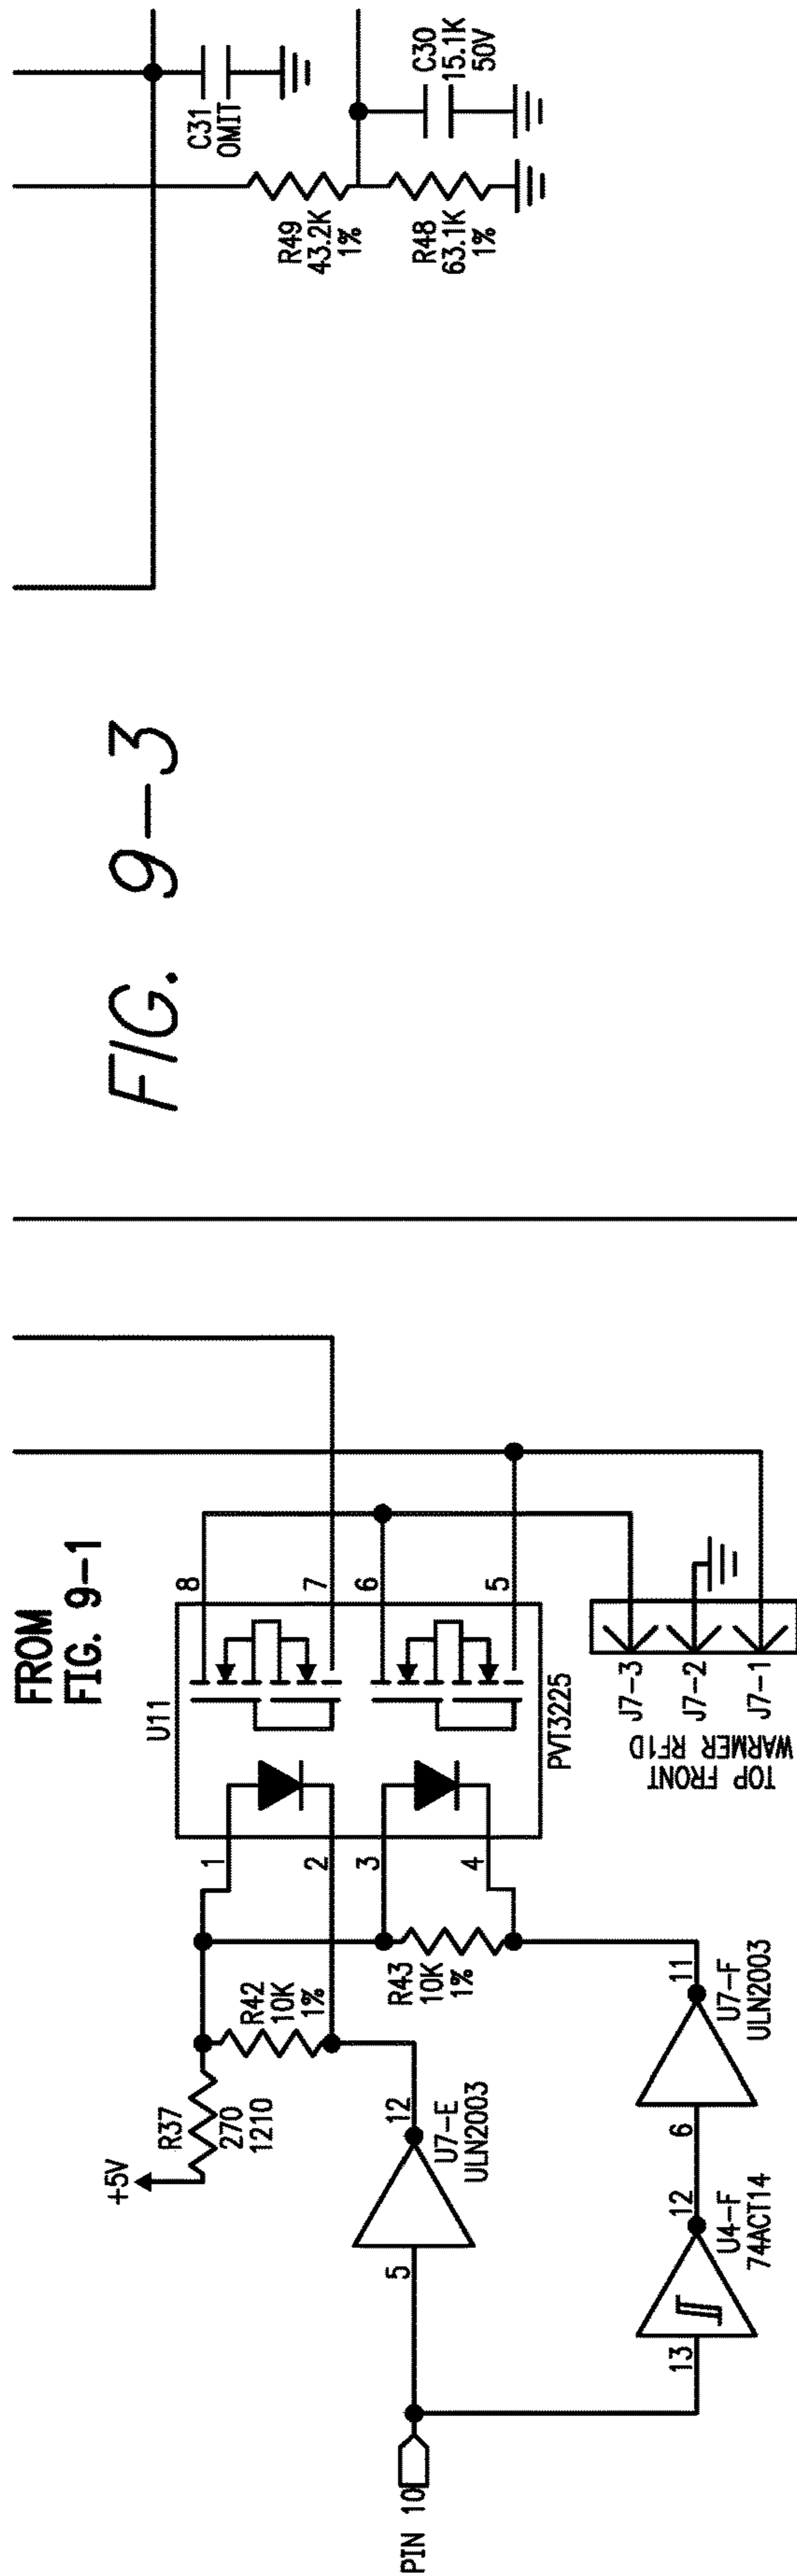 FROM
FIG. 9-1
+5V
R37
270
1210
R42
10K
1%
R43
10K
1%
U11
1
2
3
4
8
7
6
5
PVT3225
PIN 10
5
12
U7-E
ULN2003
13
12
U4-F
74ACT14
6
11
U7-F
ULN2003
J7-3
J7-2
J7-1
TOP FRONT
WARMER RFID
FIG. 9-3
C31
OMIT
R49
43.2K
1%
R48
63.1K
1%
C30
15.1K
50V